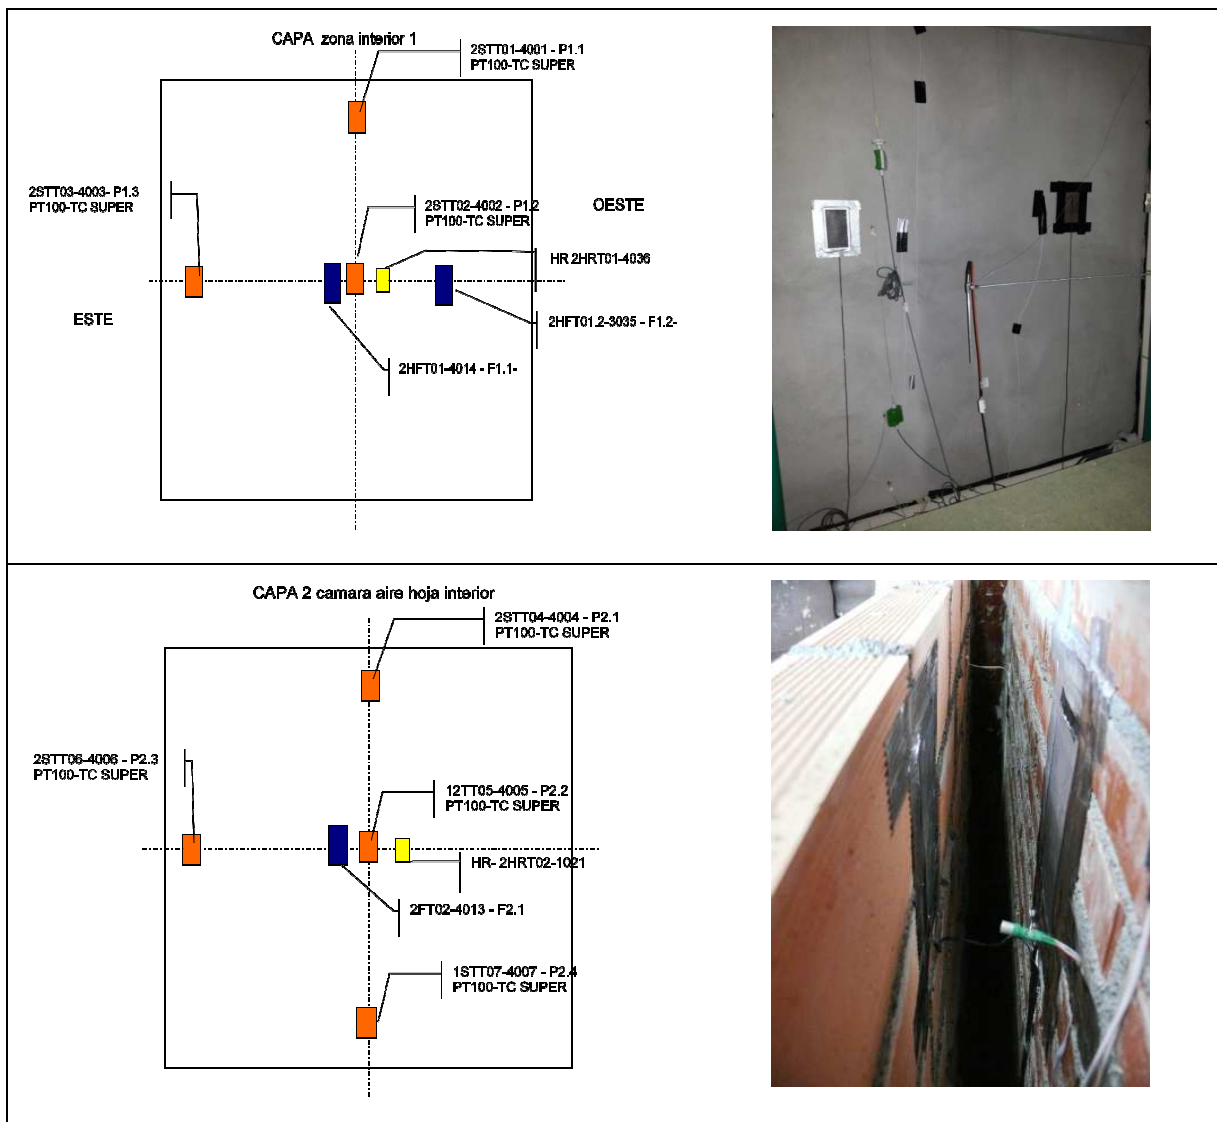 CAPA zona interior 1
2STT01-4001 - P1.1
PT100-TC SUPER
2STT03-4003- P1.3
PT100-TC SUPER
2STT02-4002 - P1.2
PT100-TC SUPER
OESTE
HR 2HRT01-4036
ESTE
2HFT01.2-3035 - F1.2-
2HFT01-4014 - F1.1-
CAPA 2 camara aire hoja interior
2STT04-4004 - P2.1
PT100-TC SUPER
2STT06-4006 - P2.3
PT100-TC SUPER
12TT05-4005 - P2.2
PT100-TC SUPER
HR- 2HRT02-1021
2FT02-4013 - F2.1
1STT07-4007 - P2.4
PT100-TC SUPER